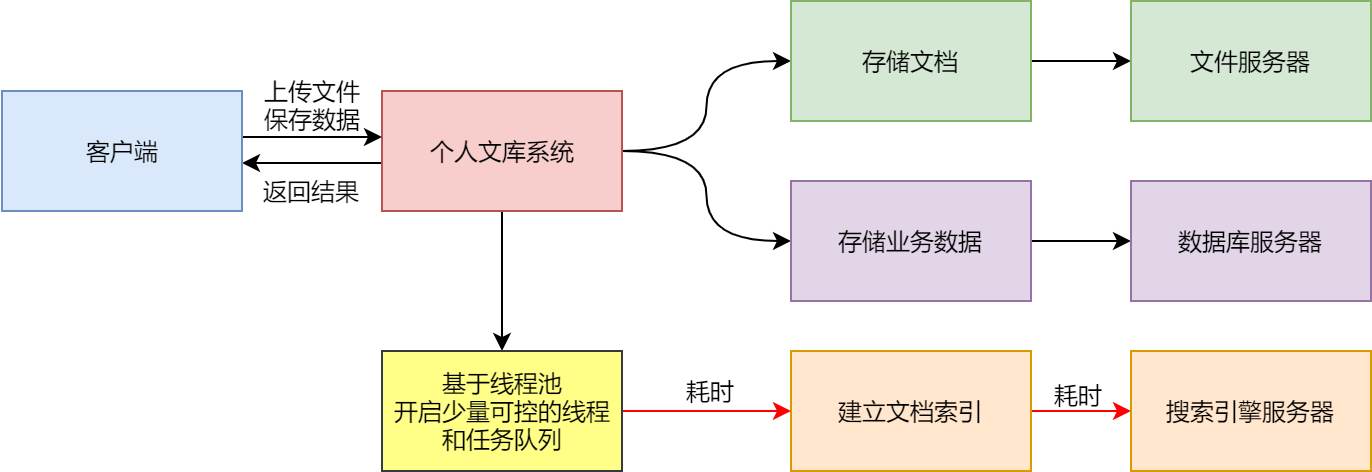 存储文档
文件服务器
上传文件
保存数据
客户端
个人文库系统
返回结果
存储业务数据
数据库服务器
基于线程池
开启少量可控的线程
和任务队列
耗时
建立文档索引
耗时
搜索引擎服务器